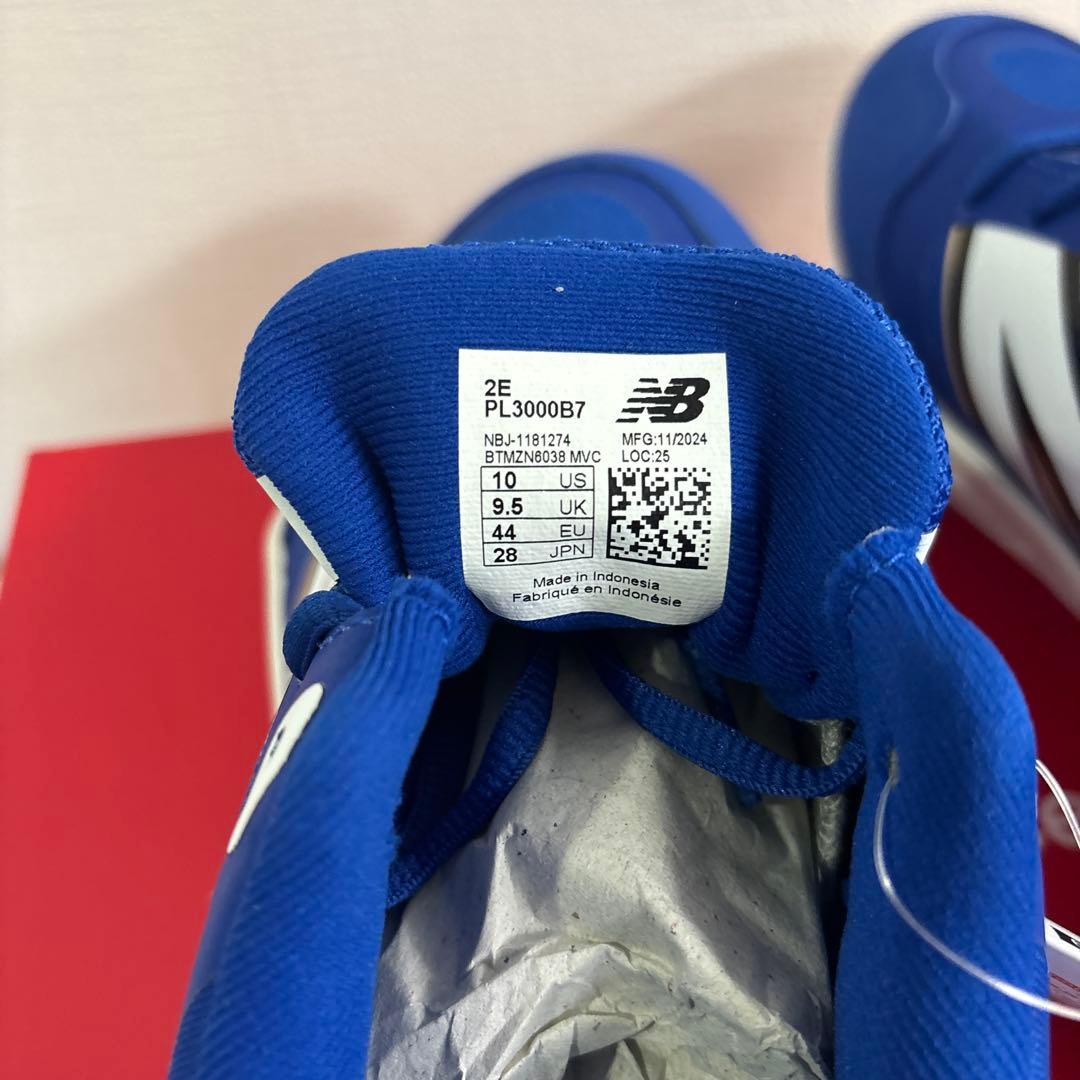 2E
PL3000B7
NB
NBJ-1181274
MFG:11/2024
BTMZN6038 MVC
LOC:25
10 US
9.5 UK
44 EU
28 JPN
Made in Indonesia
Fabriqué en Indonésie